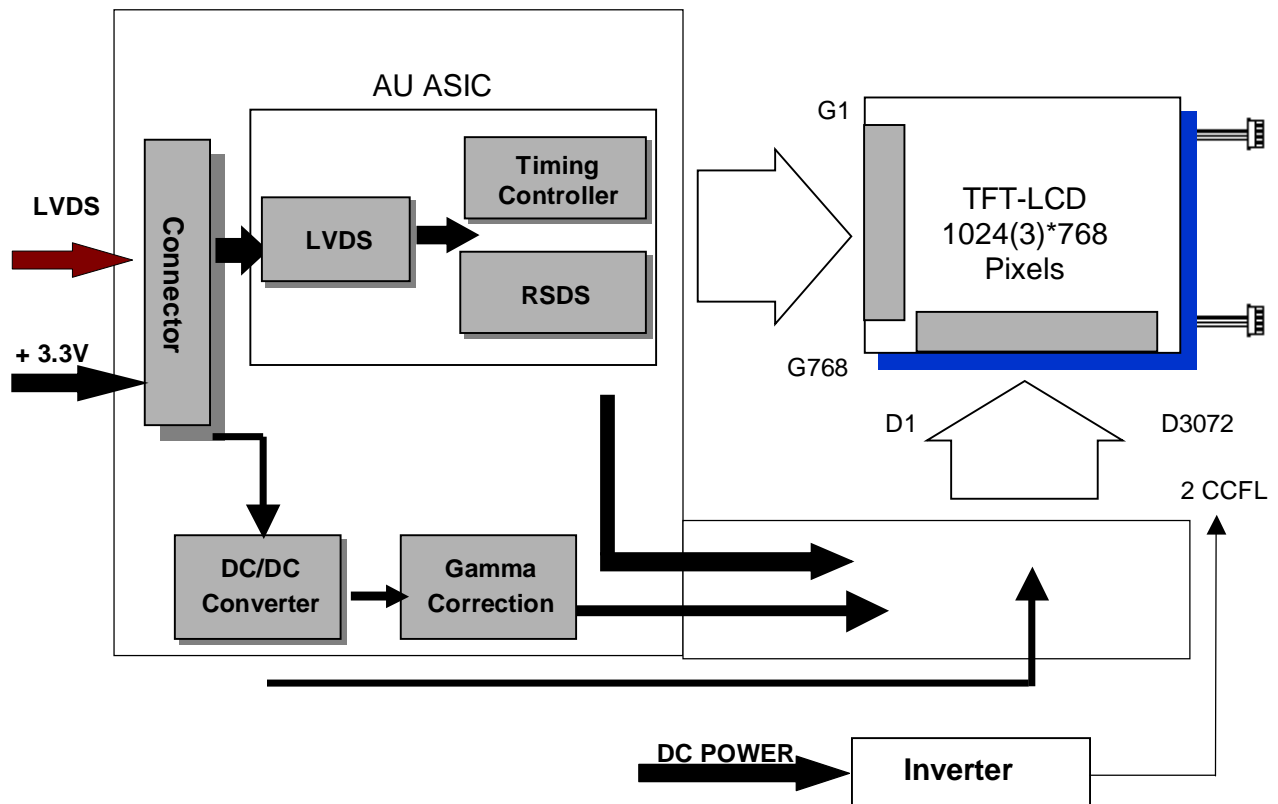 AU ASIC
LVDS
+ 3.3V
Connector
LVDS
Timing
Controller
RSDS
DC/DC
Converter
Gamma
Correction
G1
G768
TFT-LCD
1024(3)*768
Pixels
D1
D3072
2 CCFL
DC POWER
Inverter